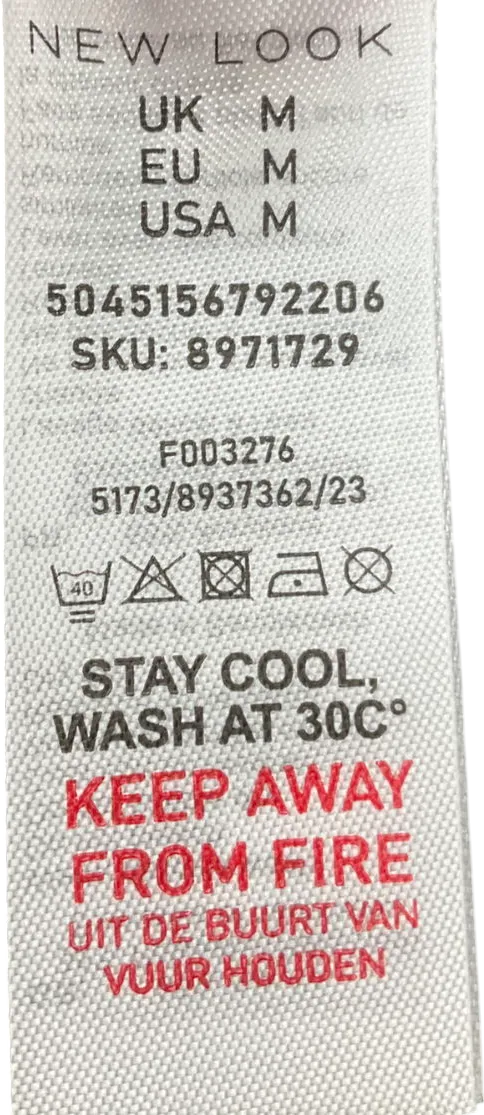 NEW LOOK
UK M
EU M
USA M
5045156792206
SKU: 8971729
F003276
5173/8937362/23
40
STAY COOL,
WASH AT 30C°
KEEP AWAY
FROM FIRE
UIT DE BUURT VAN
VUUR HOUDEN